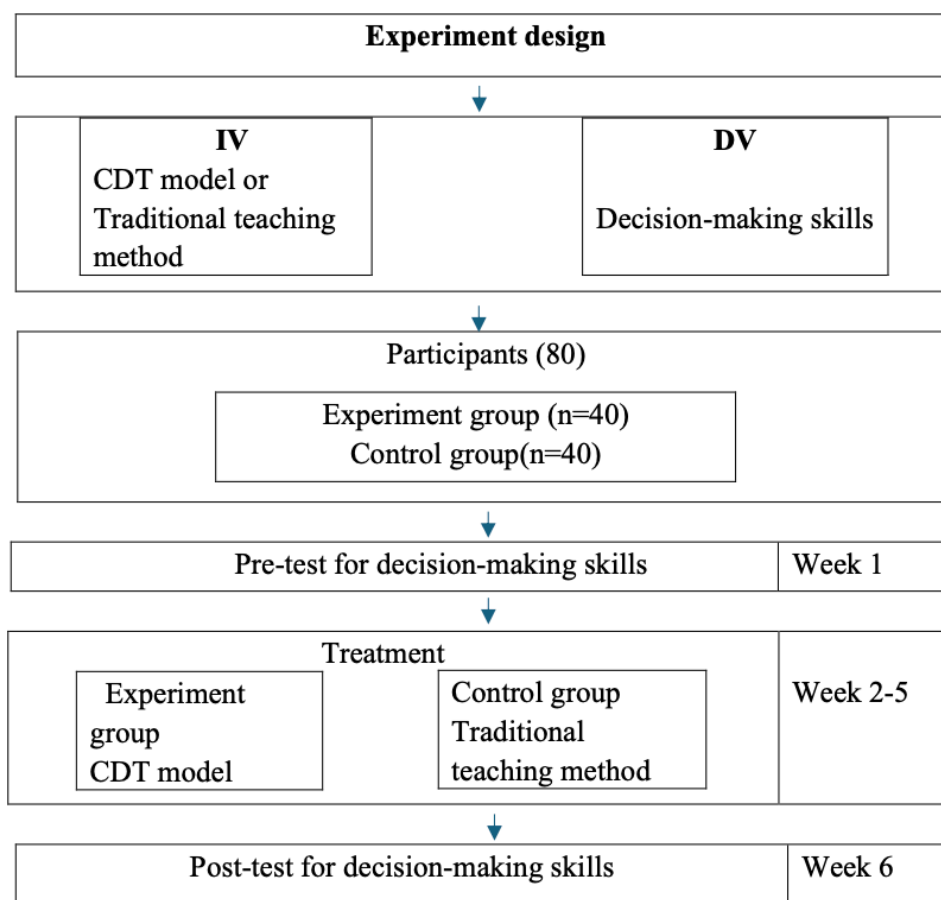 Experiment design
IV
CDT model or
Traditional teaching
method
DV
Decision-making skills
Participants (80)
Experiment group (n=40)
Control group(n=40)
Pre-test for decision-making skills
Week 1
Treatment
Experiment
group
CDT model
Control group
Traditional
teaching method
Week 2-5
Post-test for decision-making skills
Week 6